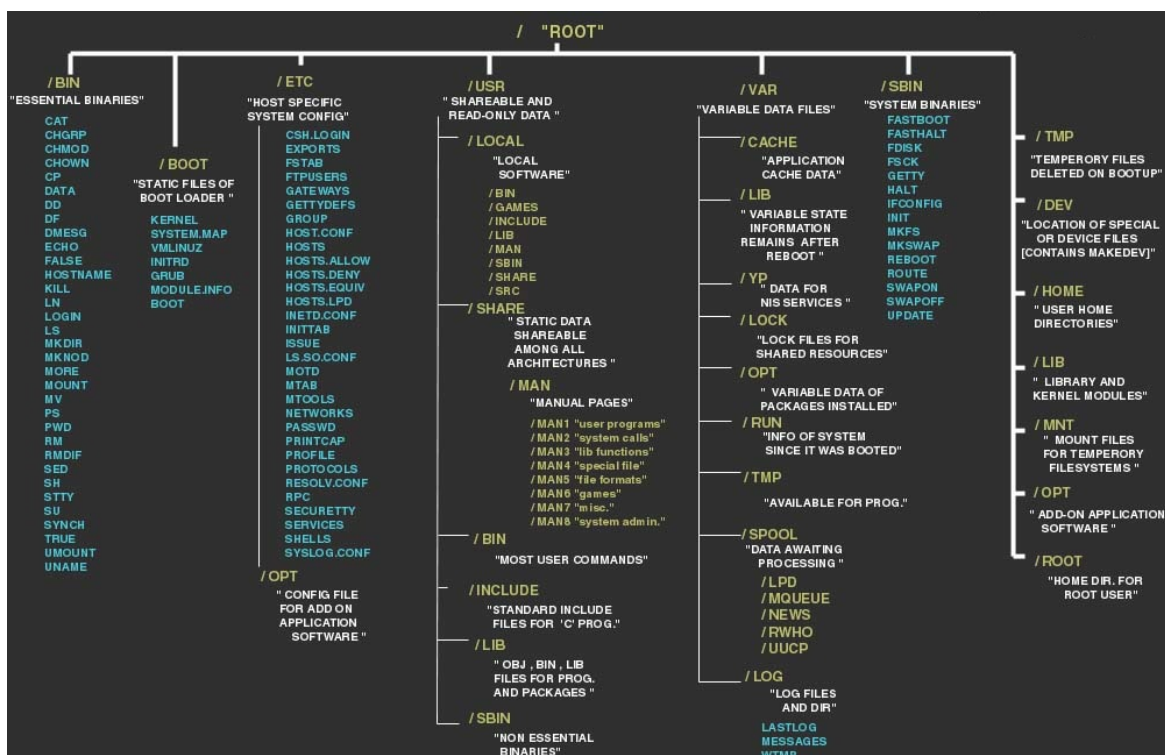 / "ROOT"
/ BIN
"ESSENTIAL BINARIES"
CAT
CHGRP
CHMOD
CHOWN
CP
DATA
DD
DF
DMESG
ECHO
FALSE
HOSTNAME
KILL
LN
LOGIN
LS
MKDIR
MKNOD
MORE
MOUNT
MV
PS
PWD
RM
RMDIF
SED
SH
STTY
SU
SYNCH
TRUE
UMOUNT
UNAME
/ BOOT
"STATIC FILES OF
BOOT LOADER "
KERNEL
SYSTEM.MAP
VMLINUZ
INITRD
GRUB
MODULE.INFO
BOOT
/ ETC
"HOST SPECIFIC
SYSTEM CONFIG"
CSH.LOGIN
EXPORTS
FSTAB
FTPUSERS
GATEWAYS
GETTYDEFS
GROUP
HOST.CONF
HOSTS
HOSTS.ALLOW
HOSTS.DENY
HOSTS.EQUIV
HOSTS.LPD
INETD.CONF
INITTAB
ISSUE
LS.SO.CONF
MOTD
MTAB
MTOOLS
NETWORKS
PASSWD
PRINTCAP
PROFILE
PROTOCOLS
RESOLV.CONF
RPC
SECURETTY
SERVICES
SHELLS
SYSLOG.CONF
/ OPT
" CONFIG FILE
FOR ADD ON
APPLICATION
SOFTWARE "
/ USR
" SHAREABLE AND
READ-ONLY DATA "
/ LOCAL
"LOCAL
SOFTWARE"
/ BIN
/ GAMES
/ INCLUDE
/ LIB
/ MAN
/ SBIN
/ SHARE
/ SRC
/ SHARE
"STATIC DATA
SHAREABLE
AMONG ALL
ARCHITECTURES "
/ MAN
"MANUAL PAGES"
/ MAN1 "user programs"
/ MAN2 "system calls"
/ MAN3 "lib functions"
/ MAN4 "special file"
/ MAN5 "file formats"
/ MAN6 "games"
/ MAN7 "misc."
/ MAN8 "system admin."
/ BIN
"MOST USER COMMANDS"
/ INCLUDE
"STANDARD INCLUDE
FILES FOR 'C' PROG."
/ LIB
" OBJ , BIN , LIB
FILES FOR PROG.
AND PACKAGES "
/ SBIN
"NON ESSENTIAL
BINARIES"
/ VAR
"VARIABLE DATA FILES"
/ CACHE
"APPLICATION
CACHE DATA"
/ LIB
" VARIABLE STATE
INFORMATION
REMAINS AFTER
REBOOT "
/ YP
" DATA FOR
NIS SERVICES "
/ LOCK
"LOCK FILES FOR
SHARED RESOURCES"
/ OPT
" VARIABLE DATA OF
PACKAGES INSTALLED"
/ RUN
"INFO OF SYSTEM
SINCE IT WAS BOOTED"
/ TMP
"AVAILABLE FOR PROG."
/ SPOOL
"DATA AWAITING
PROCESSING "
/ LPD
/ MQUEUE
/ NEWS
/ RWHO
/ UUCP
/ LOG
"LOG FILES
AND DIR"
LASTLOG
MESSAGES
WTMP
/ SBIN
"SYSTEM BINARIES"
FASTBOOT
FASTHALT
FDISK
FSCK
GETTY
HALT
IFCONFIG
INIT
MKFS
MKSWAP
REBOOT
ROUTE
SWAPON
SWAPOFF
UPDATE
/ TMP
"TEMPERORY FILES
DELETED ON BOOTUP"
/ DEV
"LOCATION OF SPECIAL
OR DEVICE FILES
[CONTAINS MAKEDEV]"
/ HOME
"USER HOME
DIRECTORIES"
/ LIB
" LIBRARY AND
KERNEL MODULES"
/ MNT
" MOUNT FILES
FOR TEMPERORY
FILESYSTEMS "
/ OPT
" ADD-ON APPLICATION
SOFTWARE "
/ ROOT
"HOME DIR. FOR
ROOT USER"